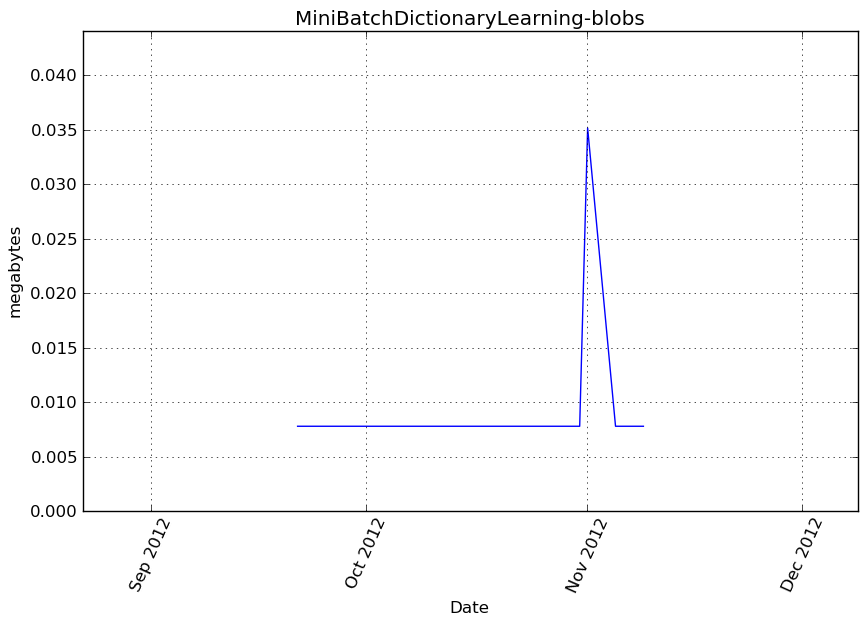 MiniBatchDictionaryLearning-blobs
0.040
0.035
0.030
0.025
0.020
0.015
0.010
0.005
0.000
megabytes
Sep 2012
Oct 2012
Nov 2012
Dec 2012
Date